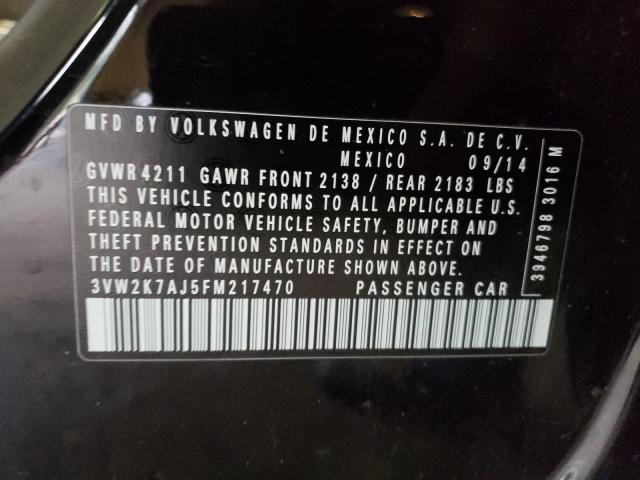 MFD BY VOLKSWAGEN DE MEXICO S.A. DE C.V.
MEXICO 09/14
GVWR 4211 GAWR FRONT 2138 / REAR 2183 LBS
THIS VEHICLE CONFORMS TO ALL APPLICABLE U.S.
FEDERAL MOTOR VEHICLE SAFETY, BUMPER AND
THEFT PREVENTION STANDARDS IN EFFECT ON
THE DATE OF MANUFACTURE SHOWN ABOVE.
3VW2K7AJ5FM217470 PASSENGER CAR
3946798 3016 M